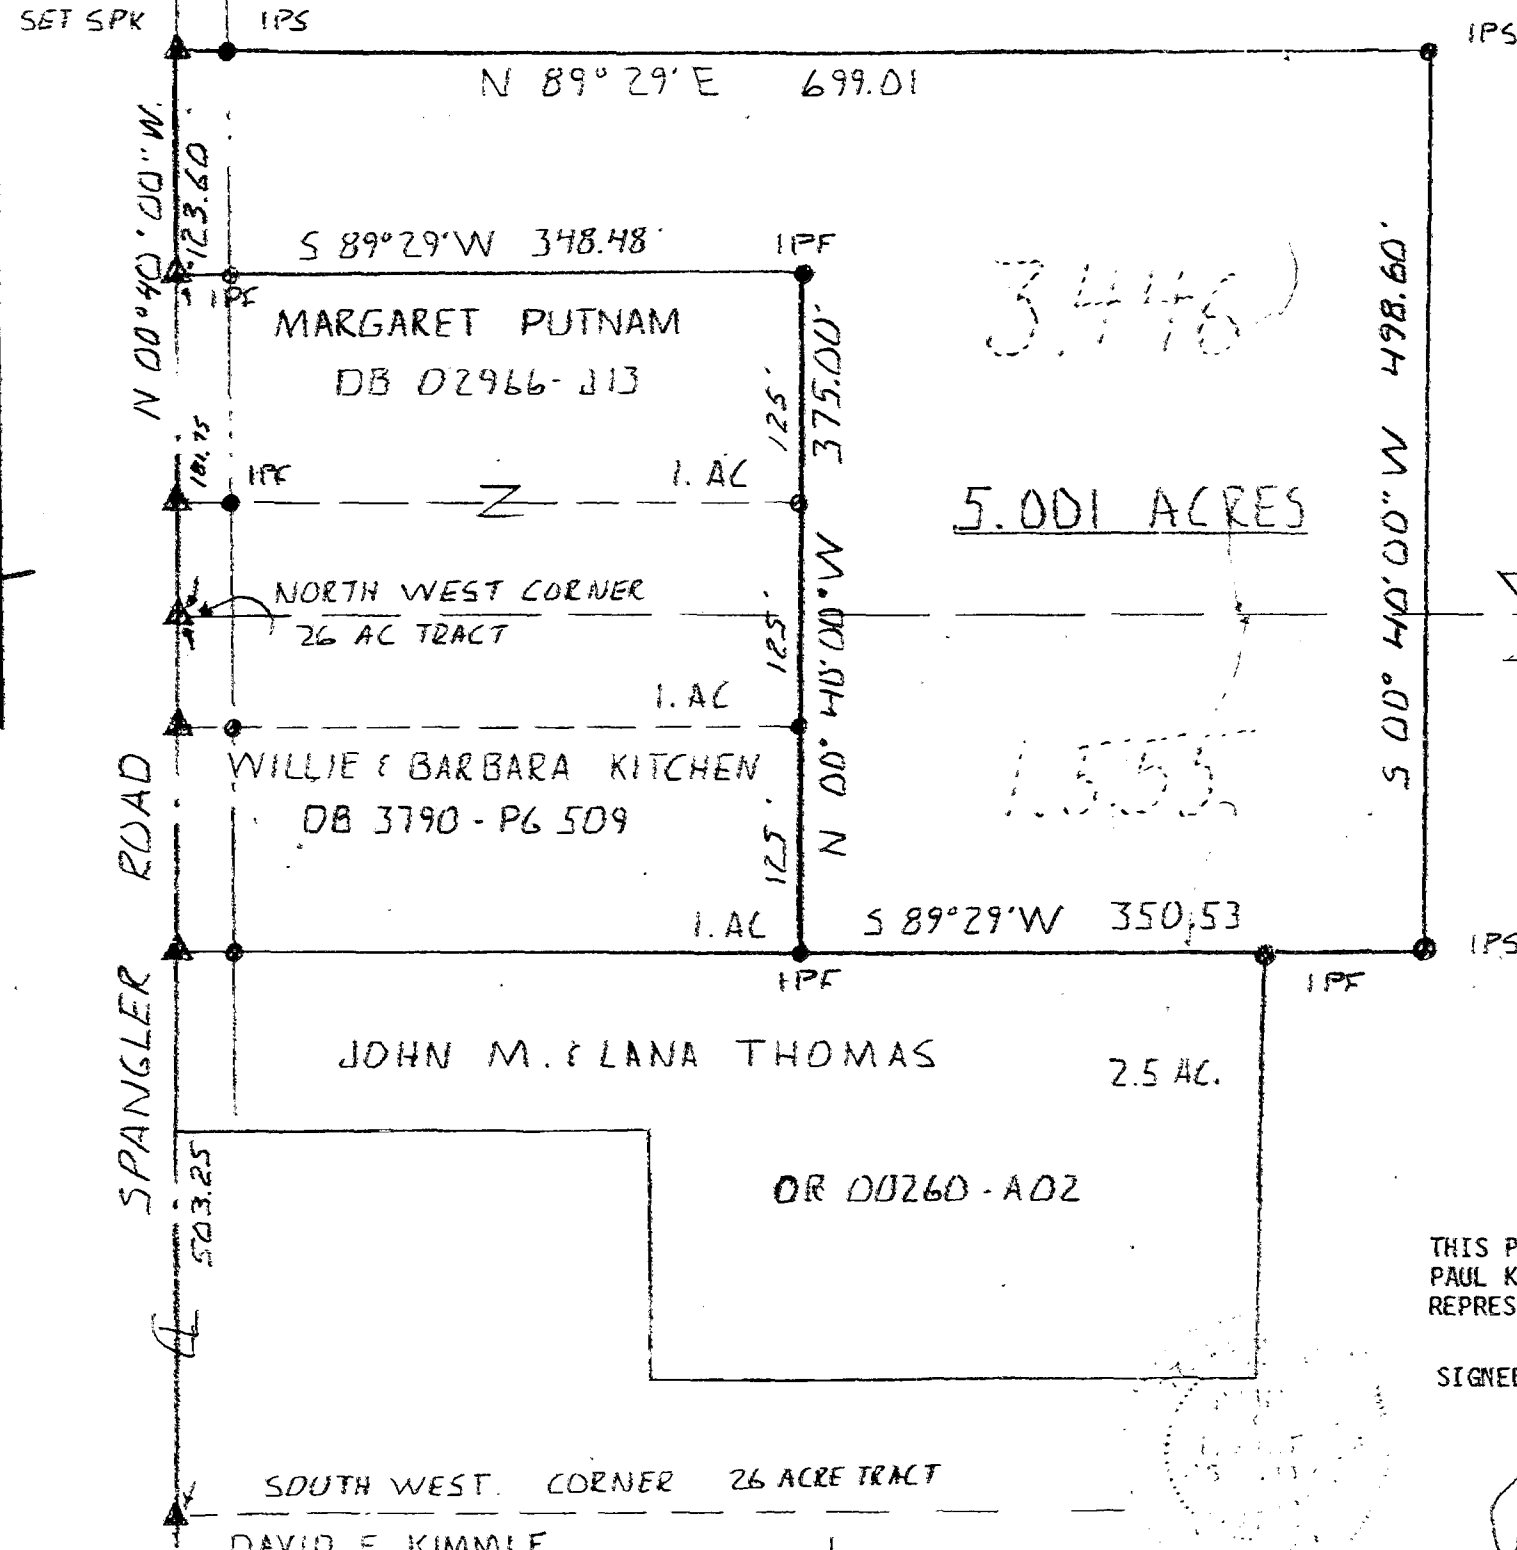 SET SPK
IPS
IPS
N 89° 29' E 699.01
N 00° 40' 00" W.
123.60'
S 89° 29' W 348.48'
IPF
IPF
MARGARET PUTNAM
DB 02966- J13
3.446
125'
375.00'
S 00° 40' 00" W 498.60'
181.75
IPF
1. AC
5.001 ACRES
NORTH WEST CORNER
26 AC TRACT
125'
N 00° 40' 00" W
1. AC
WILLIE & BARBARA KITCHEN
DB 3790 - PG 509
1.555
125'
SPANGLER ROAD
1. AC
S 89° 29' W 350.53
IPS
IPF
IPF
JOHN M. & LANA THOMAS
2.5 AC.
503.25
OR 00260 - A02
THIS P
PAUL K
REPRES
SIGNE
SOUTH WEST. CORNER 26 ACRE TRACT
DAVID E KIMMLE